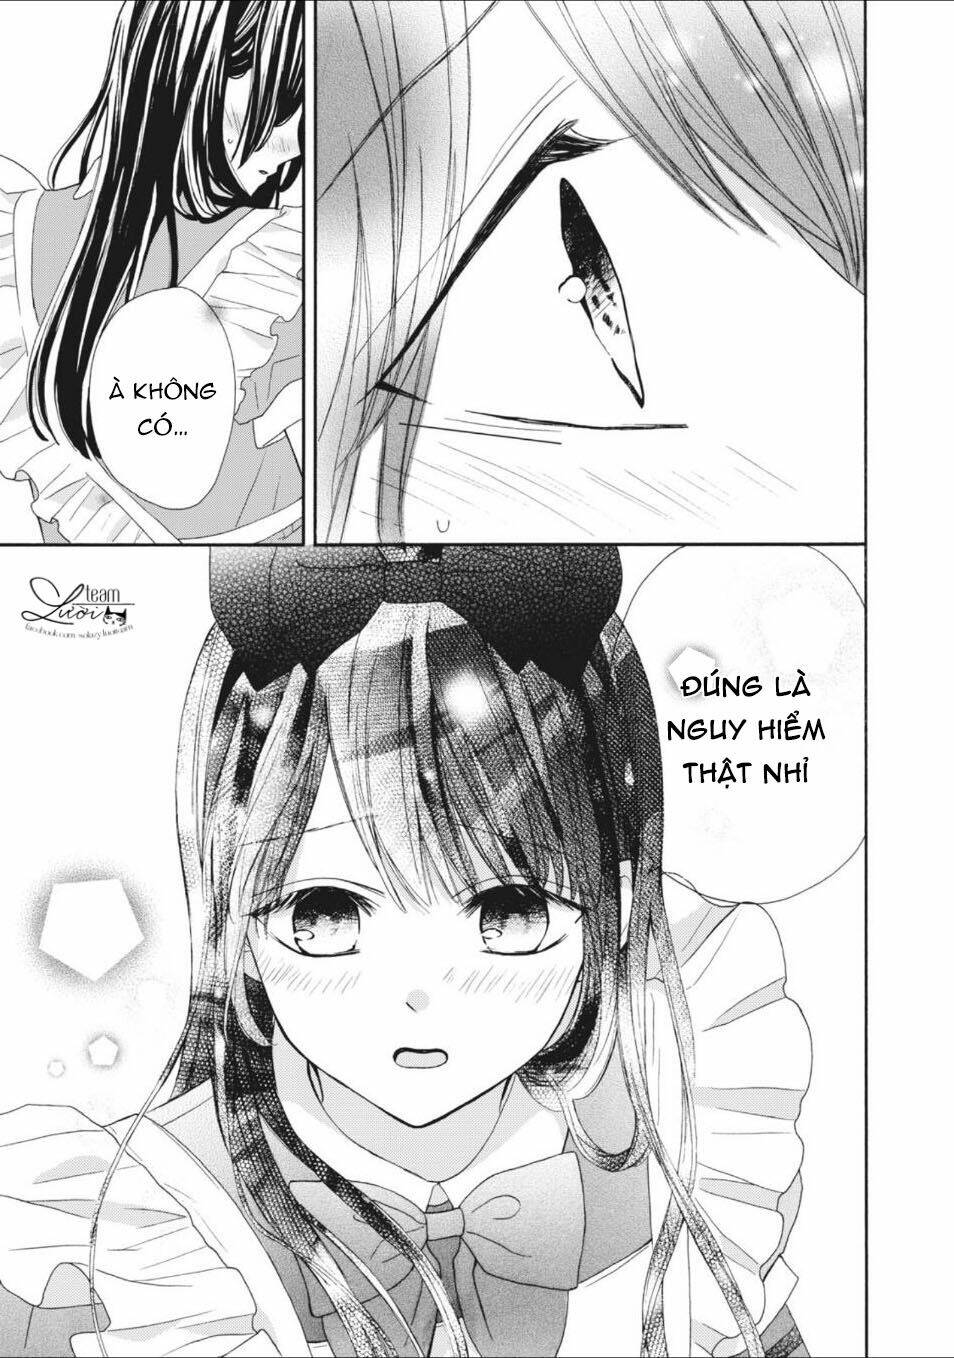 À KHÔNG
CÓ...
team
Lười
ĐÚNG LÀ
NGUY HIỂM
THẬT NHỈ